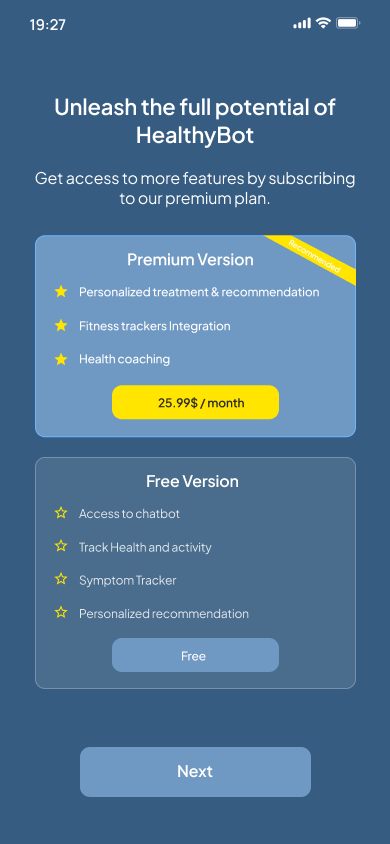 19:27
Unleash the full potential of
HealthyBot
Get access to more features by subscribing
to our premium plan.
Recommended
Premium Version
Personalized treatment & recommendation
Fitness trackers Integration
Health coaching
25.99$ / month
Free Version
Access to chatbot
Track Health and activity
Symptom Tracker
Personalized recommendation
Free
Next